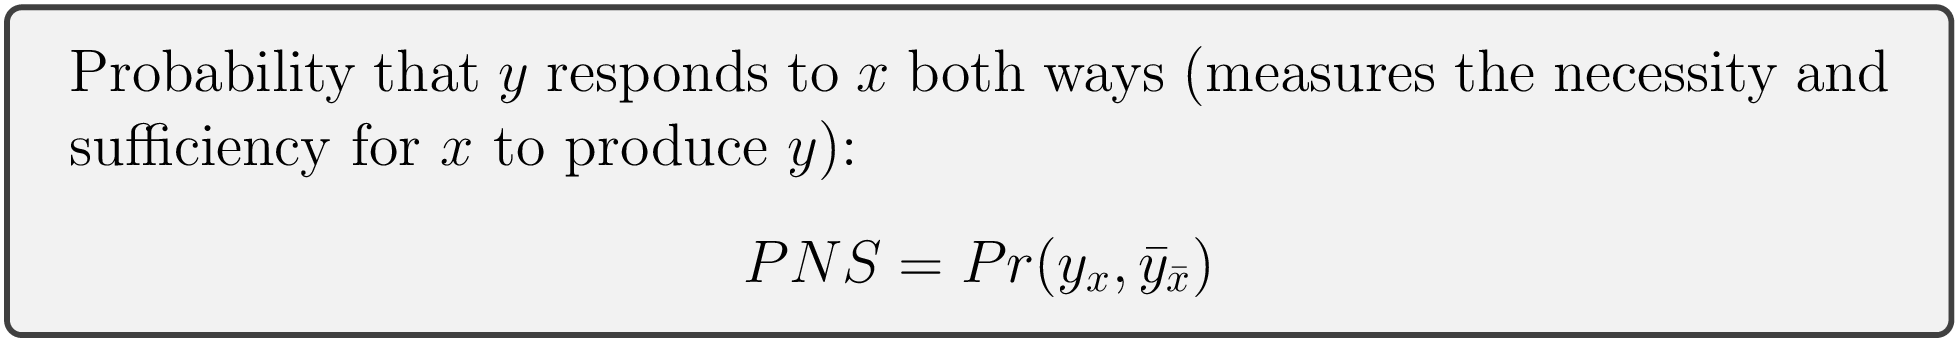 Probability that y responds to x both ways (measures the necessity and
sufficiency for x to produce y):
PNS = Pr(y_x, ȳ_x̄)